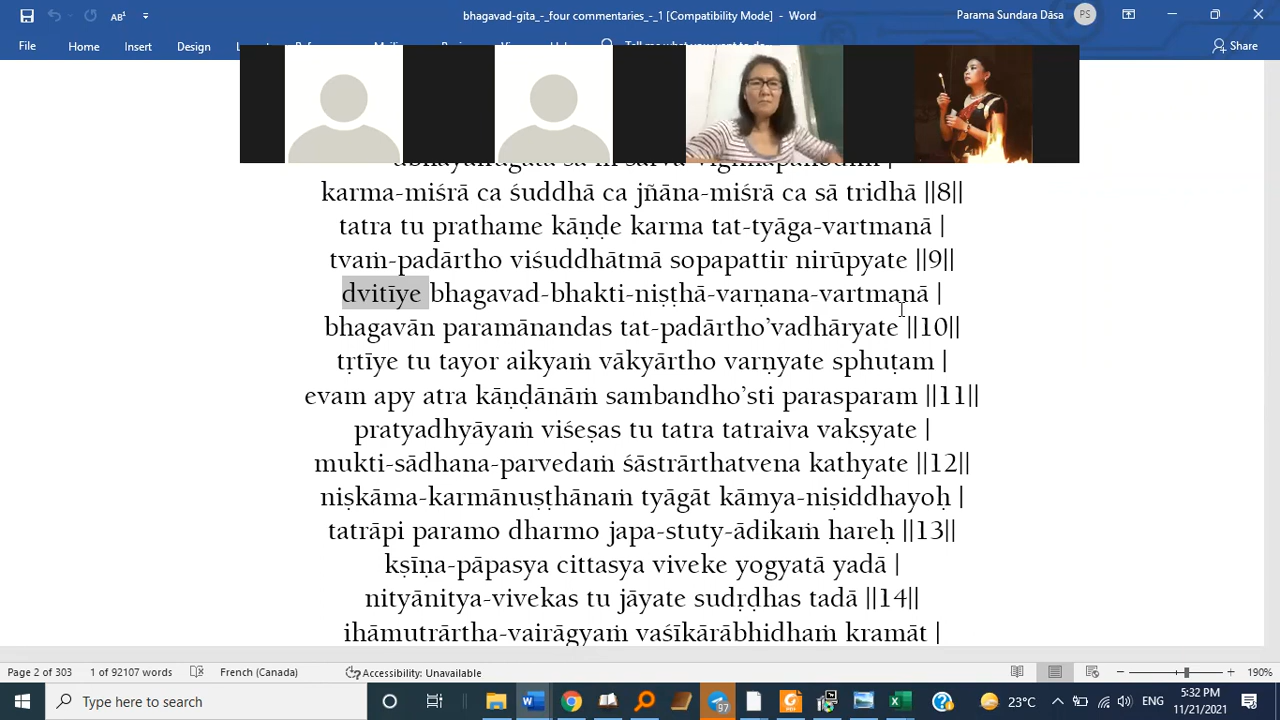 bhagavad-gita_-_four commentaries_-_1 [Compatibility Mode] - Word
Parama Sundara Dāsa
PS
File
Home
Insert
Design
Share
karma-miśrā ca śuddhā ca jñāna-miśrā ca sā tridhā ||8||
tatra tu prathame kāṇḍe karma tat-tyāga-vartmanā |
tvaṁ-padārtho viśuddhātmā sopapattir nirūpyate ||9||
dvitīye bhagavad-bhakti-niṣṭhā-varṇana-vartmanā |
bhagavān paramānandas tat-padārtho’vadhāryate ||10||
tṛtīye tu tayor aikyaṁ vākyārtho varṇyate sphuṭam |
evam apy atra kāṇḍānāṁ sambandho’sti parasparam ||11||
pratyadhyāyaṁ viśeṣas tu tatra tatraiva vakṣyate |
mukti-sādhana-parvedaṁ śāstrārthatvena kathyate ||12||
niṣkāma-karmānuṣṭhānaṁ tyāgāt kāmya-niṣiddhayoḥ |
tatrāpi paramo dharmo japa-stuty-ādikaṁ hareḥ ||13||
kṣīṇa-pāpasya cittasya viveke yogyatā yadā |
nityānitya-vivekas tu jāyate sudṛḍhas tadā ||14||
ihāmutrārtha-vairāgyaṁ vaśīkārābhidhaṁ kramāt |
Page 2 of 303
1 of 92107 words
French (Canada)
Accessibility: Unavailable
190%
Type here to search
97
23°C
ENG
5:32 PM
11/21/2021